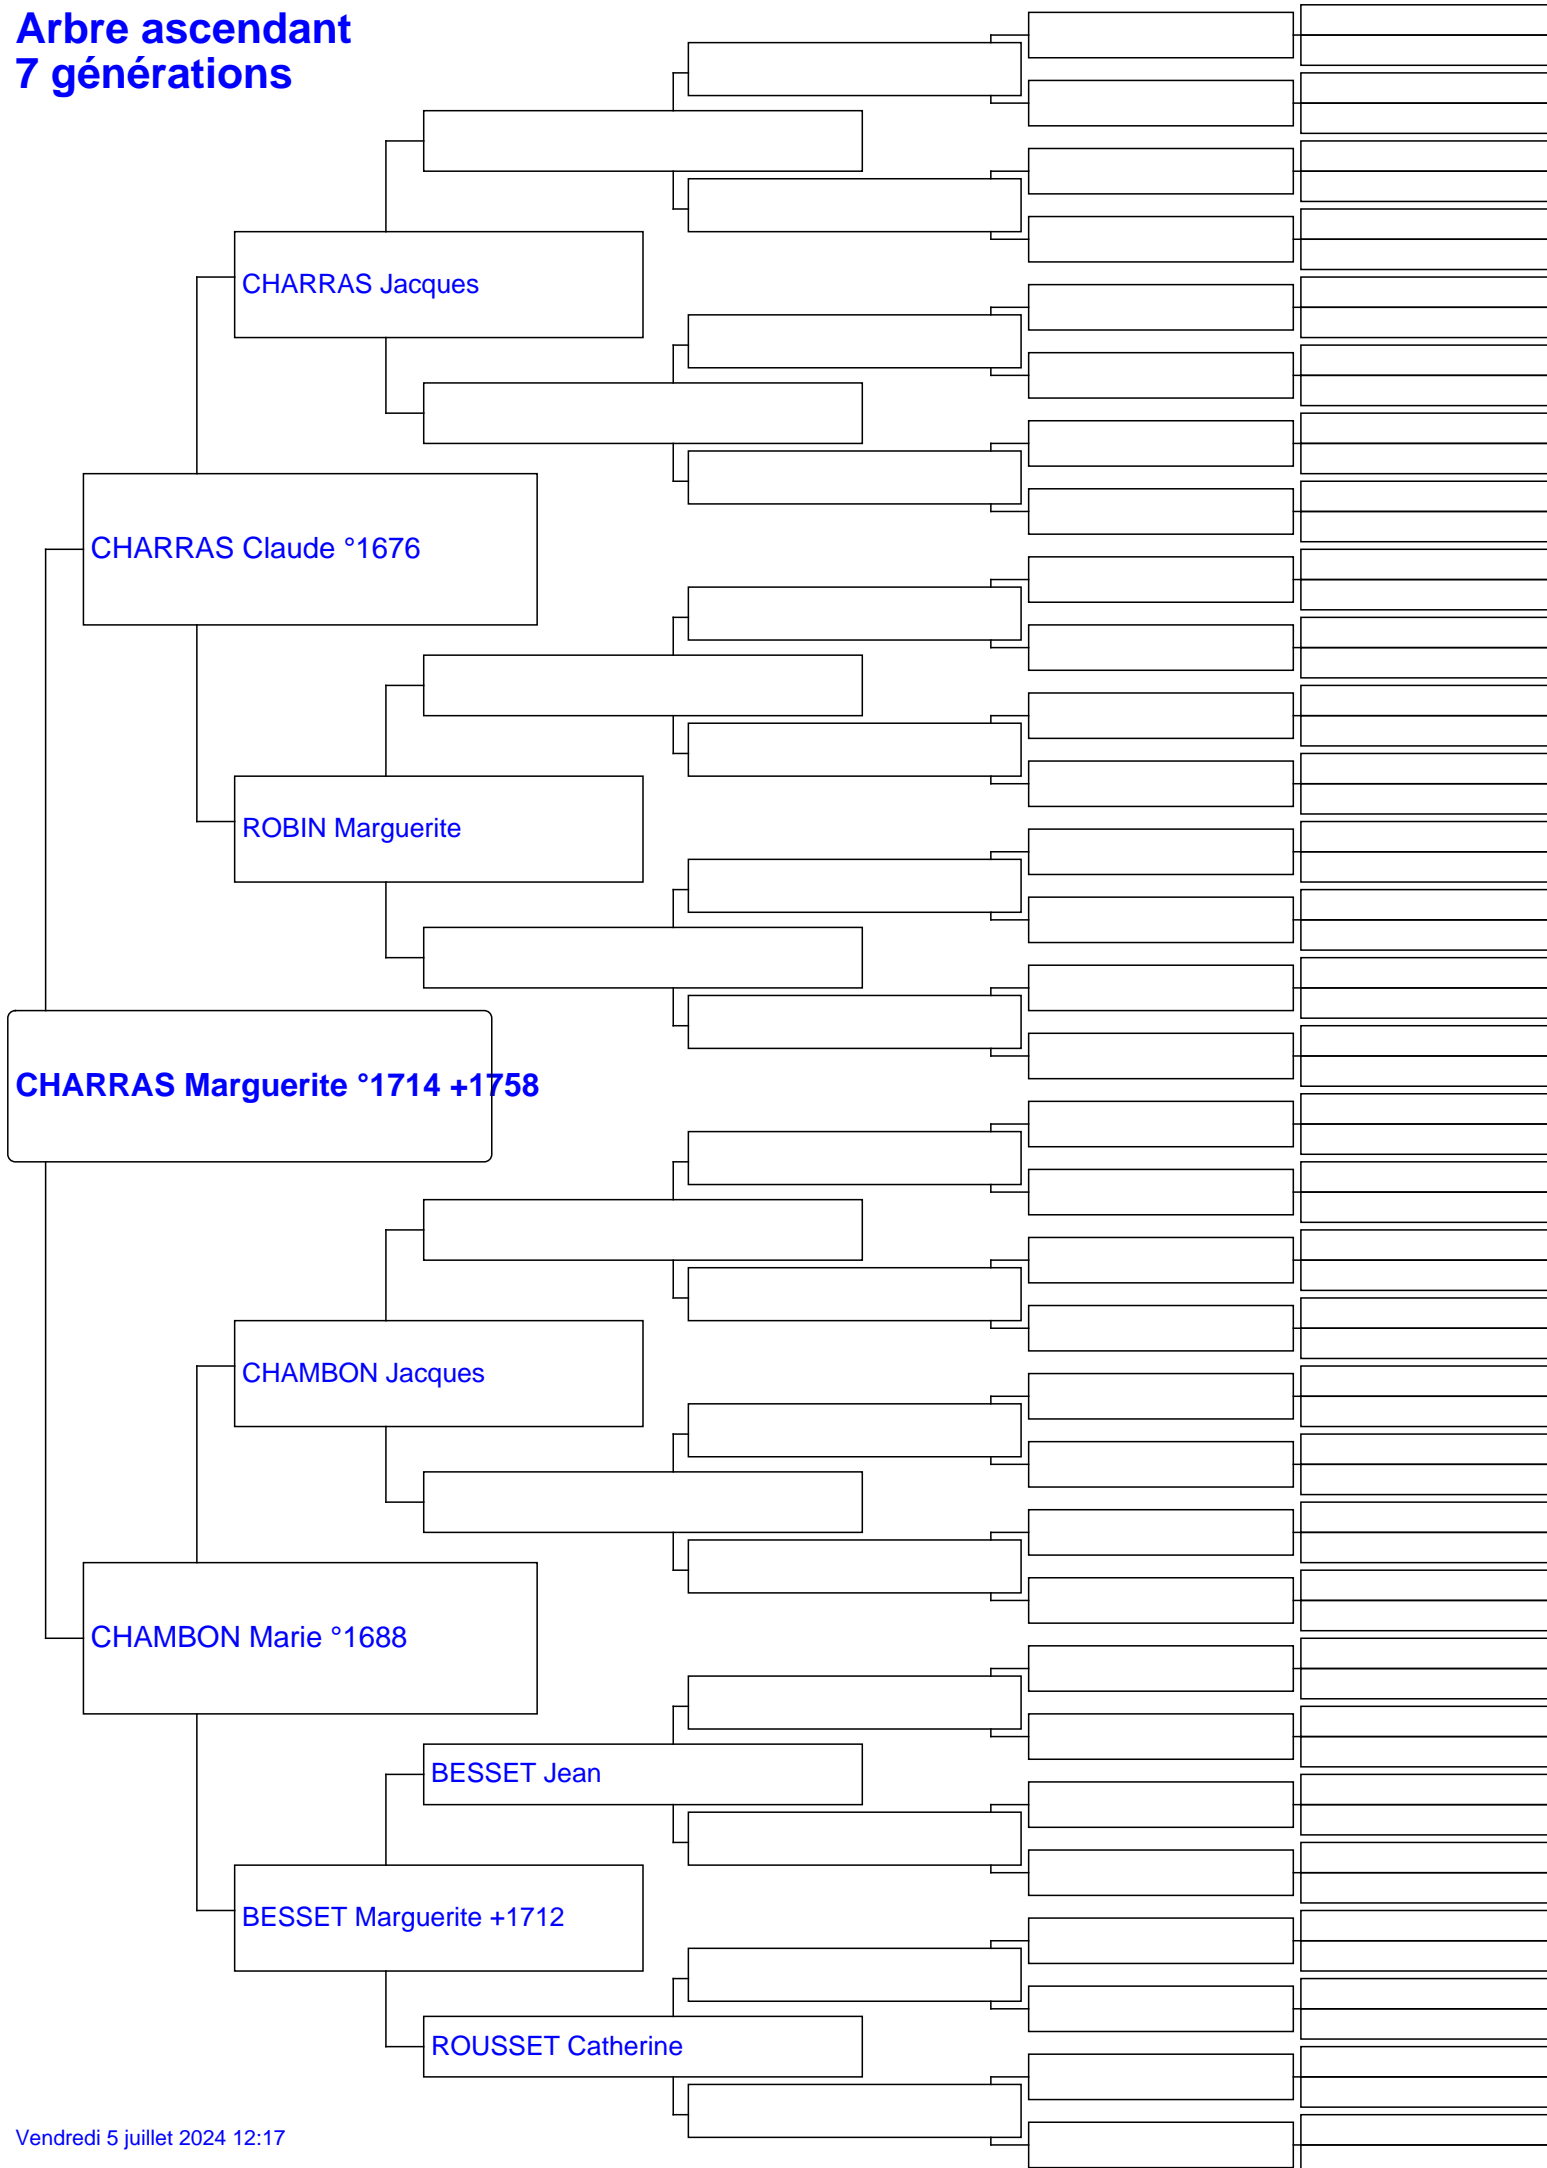 Arbre ascendant
7 générations
CHARRAS Jacques
CHARRAS Claude °1676
ROBIN Marguerite
CHARRAS Marguerite °1714 +1758
CHAMBON Jacques
CHAMBON Marie °1688
BESSET Jean
BESSET Marguerite +1712
ROUSSET Catherine
Vendredi 5 juillet 2024 12:17